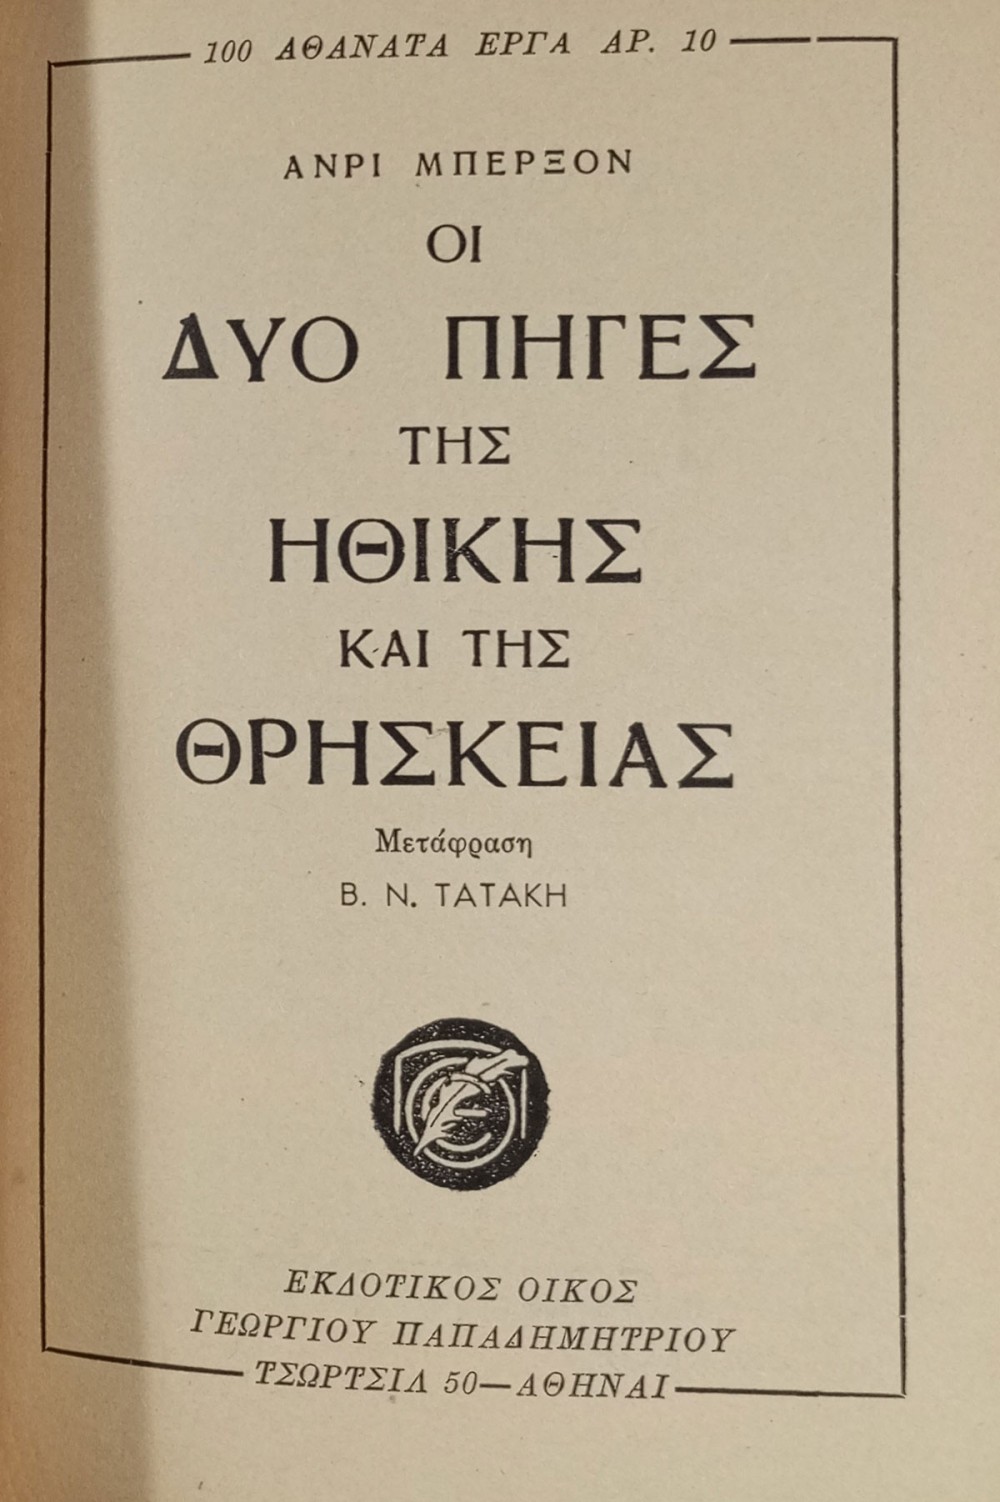 100 ΑΘΑΝΑΤΑ ΕΡΓΑ ΑΡ. 10
ΑΝΡΙ ΜΠΕΡΞΟΝ
ΟΙ
ΔΥΟ ΠΗΓΕΣ
ΤΗΣ
ΗΘΙΚΗΣ
ΚΑΙ ΤΗΣ
ΘΡΗΣΚΕΙΑΣ
Μετάφραση
Β. Ν. ΤΑΤΑΚΗ
ΕΚΔΟΤΙΚΟΣ ΟΙΚΟΣ
ΓΕΩΡΓΙΟΥ ΠΑΠΑΔΗΜΗΤΡΙΟΥ
ΤΣΩΡΤΣΙΛ 50—ΑΘΗΝΑΙ